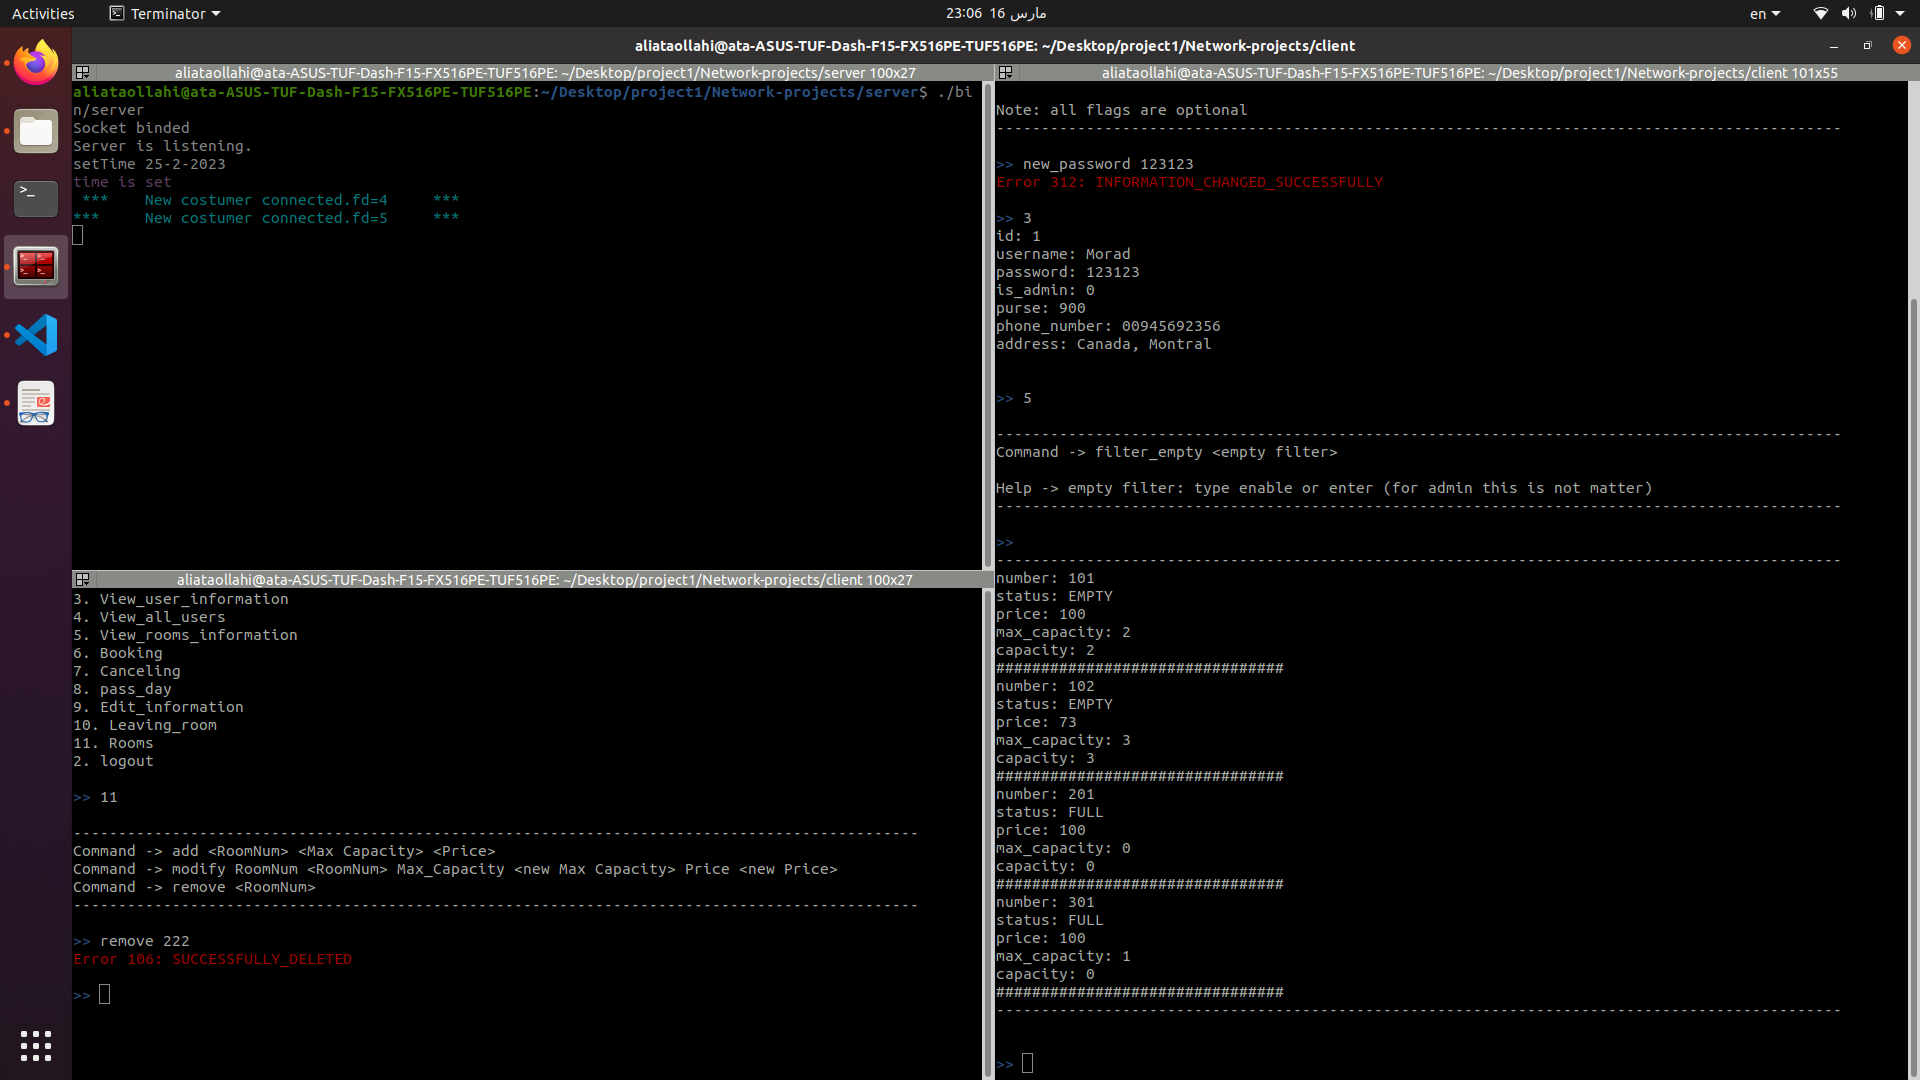 Activities
Terminator
23:06 16 مارس
en
aliataollahi@ata-ASUS-TUF-Dash-F15-FX516PE-TUF516PE: ~/Desktop/project1/Network-projects/client
aliataollahi@ata-ASUS-TUF-Dash-F15-FX516PE-TUF516PE: ~/Desktop/project1/Network-projects/server 100x27
aliataollahi@ata-ASUS-TUF-Dash-F15-FX516PE-TUF516PE:~/Desktop/project1/Network-projects/server$ ./bi
n/server
Socket binded
Server is listening.
setTime 25-2-2023
time is set
 ***     New costumer connected.fd=4     ***
***     New costumer connected.fd=5     ***
aliataollahi@ata-ASUS-TUF-Dash-F15-FX516PE-TUF516PE: ~/Desktop/project1/Network-projects/client 100x27
3. View_user_information
4. View_all_users
5. View_rooms_information
6. Booking
7. Canceling
8. pass_day
9. Edit_information
10. Leaving_room
11. Rooms
2. logout
>> 11
----------------------------------------------------------------------------------------------
Command -> add <RoomNum> <Max Capacity> <Price>
Command -> modify RoomNum <RoomNum> Max_Capacity <new Max Capacity> Price <new Price>
Command -> remove <RoomNum>
----------------------------------------------------------------------------------------------
>> remove 222
Error 106: SUCCESSFULLY_DELETED
>>
aliataollahi@ata-ASUS-TUF-Dash-F15-FX516PE-TUF516PE: ~/Desktop/project1/Network-projects/client 101x55
Note: all flags are optional
----------------------------------------------------------------------------------------------
>> new_password 123123
Error 312: INFORMATION_CHANGED_SUCCESSFULLY
>> 3
id: 1
username: Morad
password: 123123
is_admin: 0
purse: 900
phone_number: 00945692356
address: Canada, Montral
>> 5
----------------------------------------------------------------------------------------------
Command -> filter_empty <empty filter>
Help -> empty filter: type enable or enter (for admin this is not matter)
----------------------------------------------------------------------------------------------
>>
----------------------------------------------------------------------------------------------
number: 101
status: EMPTY
price: 100
max_capacity: 2
capacity: 2
################################
number: 102
status: EMPTY
price: 73
max_capacity: 3
capacity: 3
################################
number: 201
status: FULL
price: 100
max_capacity: 0
capacity: 0
################################
number: 301
status: FULL
price: 100
max_capacity: 1
capacity: 0
################################
----------------------------------------------------------------------------------------------
>>